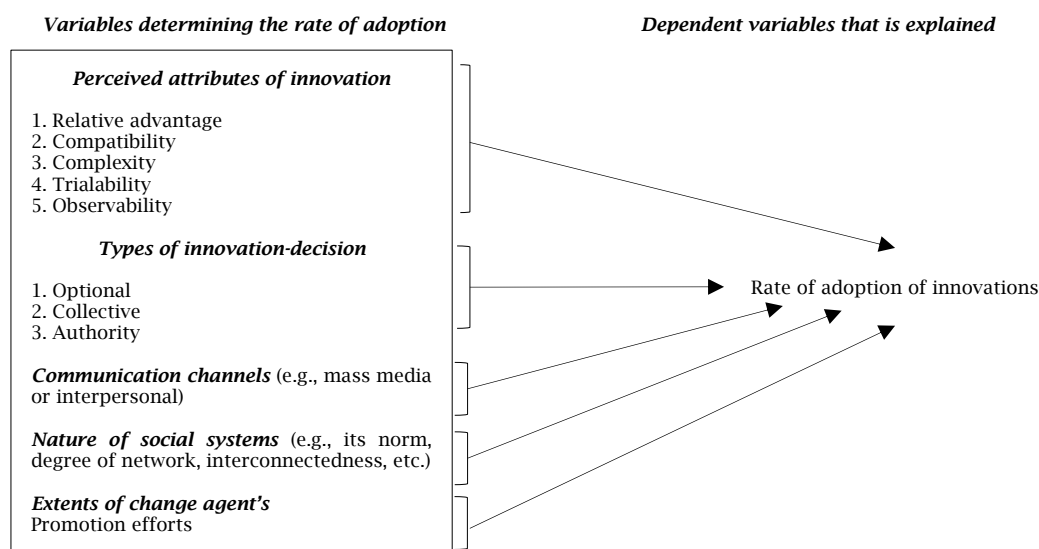 Variables determining the rate of adoption
Dependent variables that is explained
Perceived attributes of innovation
1. Relative advantage
2. Compatibility
3. Complexity
4. Trialability
5. Observability
Types of innovation-decision
1. Optional
2. Collective
3. Authority
Rate of adoption of innovations
Communication channels (e.g., mass media
or interpersonal)
Nature of social systems (e.g., its norm,
degree of network, interconnectedness, etc.)
Extents of change agent's
Promotion efforts